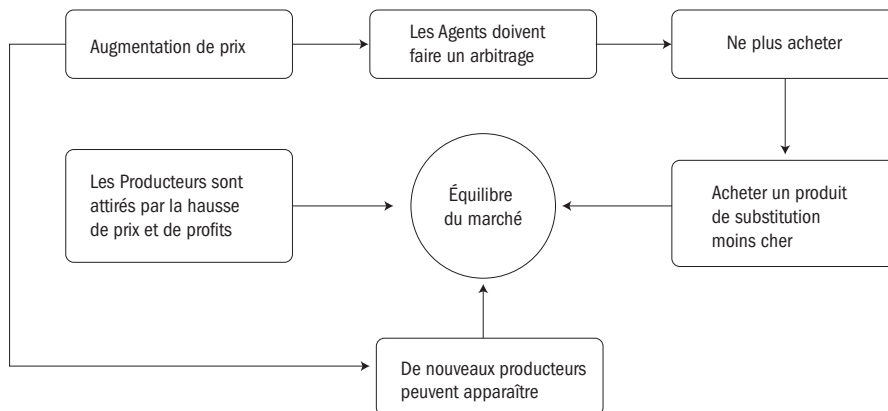 Augmentation de prix
Les Agents doivent
faire un arbitrage
Ne plus acheter
Les Producteurs sont
attirés par la hausse
de prix et de profits
Équilibre
du marché
Acheter un produit
de substitution
moins cher
De nouveaux producteurs
peuvent apparaître